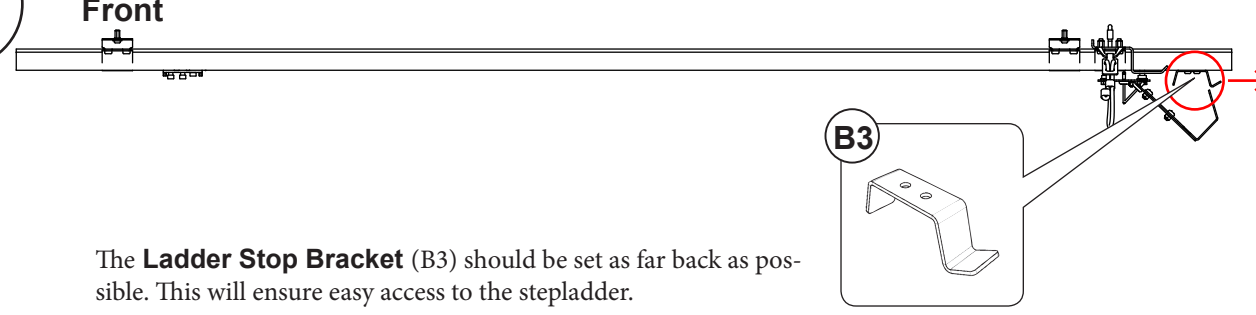 Front
B3
The Ladder Stop Bracket (B3) should be set as far back as pos-
sible. This will ensure easy access to the stepladder.